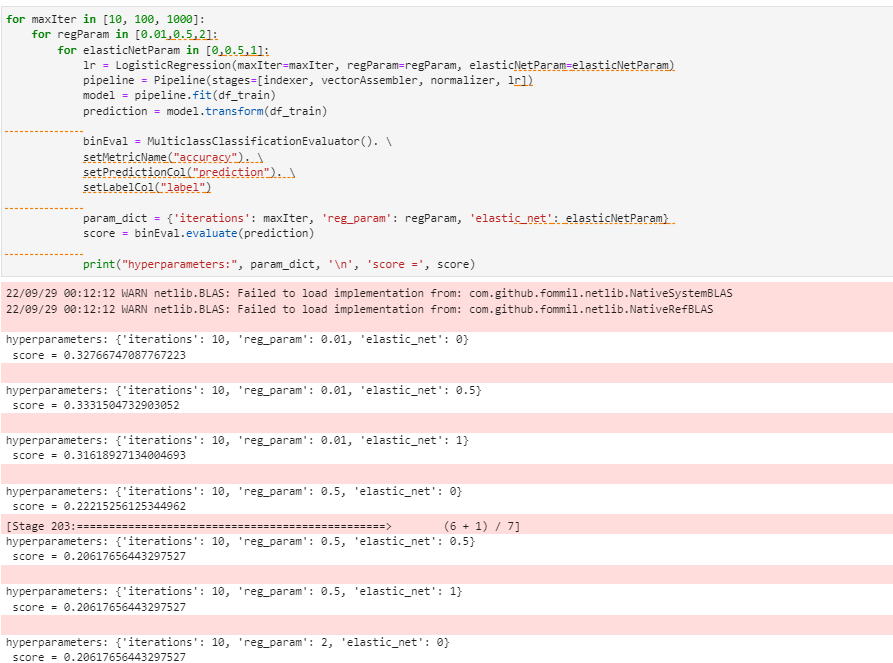 for maxIter in [10, 100, 1000]:
for regParam in [0.01,0.5,2]:
for elasticNetParam in [0,0.5,1]:
lr = LogisticRegression(maxIter=maxIter, regParam=regParam, elasticNetParam=elasticNetParam)
pipeline = Pipeline(stages=[indexer, vectorAssembler, normalizer, lr])
model = pipeline.fit(df_train)
prediction = model.transform(df_train)
binEval = MulticlassClassificationEvaluator(). \
setMetricName("accuracy"). \
setPredictionCol("prediction"). \
setLabelCol("label")
param_dict = {'iterations': maxIter, 'reg_param': regParam, 'elastic_net': elasticNetParam}
score = binEval.evaluate(prediction)
print("hyperparameters:", param_dict, '\n', 'score =', score)
22/09/29 00:12:12 WARN netlib.BLAS: Failed to load implementation from: com.github.fommil.netlib.NativeSystemBLAS
22/09/29 00:12:12 WARN netlib.BLAS: Failed to load implementation from: com.github.fommil.netlib.NativeRefBLAS
hyperparameters: {'iterations': 10, 'reg_param': 0.01, 'elastic_net': 0}
score = 0.32766747087767223
hyperparameters: {'iterations': 10, 'reg_param': 0.01, 'elastic_net': 0.5}
score = 0.3331504732903052
hyperparameters: {'iterations': 10, 'reg_param': 0.01, 'elastic_net': 1}
score = 0.31618927134004693
hyperparameters: {'iterations': 10, 'reg_param': 0.5, 'elastic_net': 0}
score = 0.22215256125344962
[Stage 203:================================================>        (6 + 1) / 7]
hyperparameters: {'iterations': 10, 'reg_param': 0.5, 'elastic_net': 0.5}
score = 0.20617656443297527
hyperparameters: {'iterations': 10, 'reg_param': 0.5, 'elastic_net': 1}
score = 0.20617656443297527
hyperparameters: {'iterations': 10, 'reg_param': 2, 'elastic_net': 0}
score = 0.20617656443297527